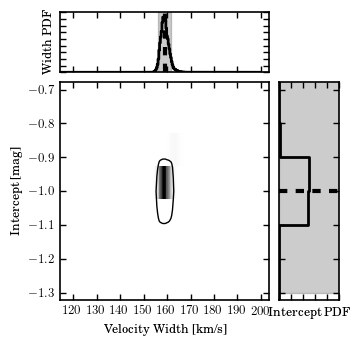 Width PDF
−0.7
−0.8
−0.9
−1.0
−1.1
−1.2
−1.3
Intercept [mag]
120 130 140 150 160 170 180 190 200
Velocity Width [km/s]
Intercept PDF